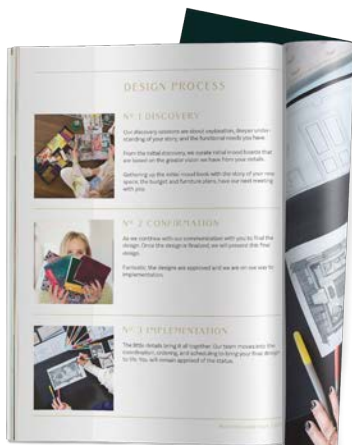 DESIGN PROCESS
Nº 1 DISCOVERY
Our discovery sessions are about exploration, deeper under-
standing of your story, and the functional needs you have.
From the initial discovery, we curate initial mood boards that
are based on the greater vision we have from your details.
Gathering up the video mood book with the story of your new
space, the budget and furniture plans, have our next meeting
with you.
Nº 2 CONFIRMATION
As we continue with our communication with you to find the
design. Once the design is finalized, we will present this final
design.
Fantastic, the designs are approved and we are on our way to
implementation.
Nº 3 IMPLEMENTATION
The little details bring it all together. Our team moves into the
coordination, ordering, and scheduling to bring your final design
to life. You will remain apprised of the status.